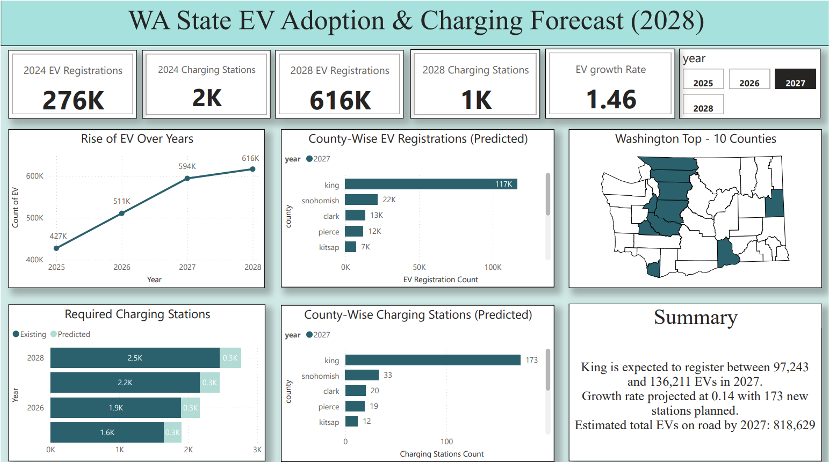 WA State EV Adoption & Charging Forecast (2028)
2024 EV Registrations
276K
2024 Charging Stations
2K
2028 EV Registrations
616K
2028 Charging Stations
1K
EV growth Rate
1.46
year
2025
2026
2027
2028
Rise of EV Over Years
Count of EV
600K
500K
400K
427K
511K
594K
616K
2025
2026
2027
2028
Year
County-Wise EV Registrations (Predicted)
year 2027
county
king 117K
snohomish 22K
clark 13K
pierce 12K
kitsap 7K
0K 50K 100K
EV Registration Count
Washington Top - 10 Counties
Required Charging Stations
Existing Predicted
Year
2028 2.5K 0.3K
2.2K 0.3K
2026 1.9K 0.3K
1.6K 0.3K
0K 1K 2K 3K
County-Wise Charging Stations (Predicted)
year 2027
county
king 173
snohomish 33
clark 20
pierce 19
kitsap 12
0 100
Charging Stations Count
Summary
King is expected to register between 97,243
and 136,211 EVs in 2027.
Growth rate projected at 0.14 with 173 new
stations planned.
Estimated total EVs on road by 2027: 818,629